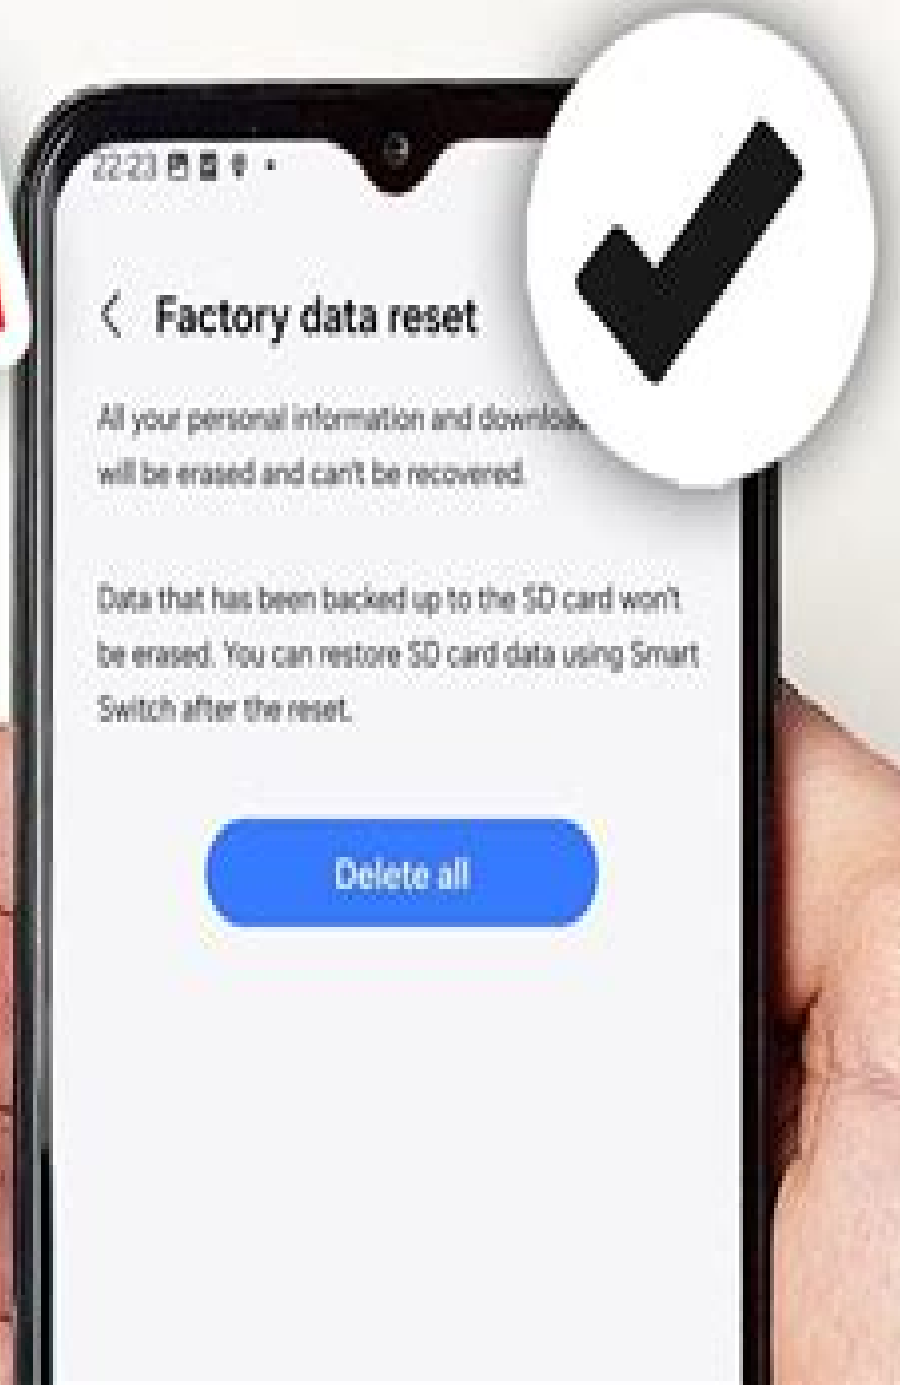 22:23
Factory data reset
All your personal information and
will be erased and can't be recovered.
Data that has been backed up to the SD card won't
be erased. You can restore SD card data using Smart
Switch after the reset.
Delete all